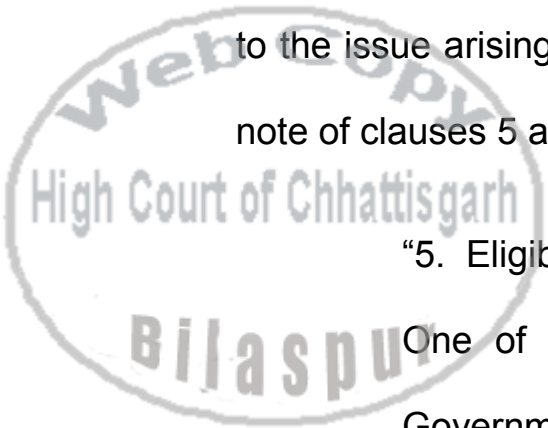 to the issue arising
Web Copy
note of clauses 5 a
High Court of Chhattisgarh
“5. Eligib
Bilaspur
One of
Governm